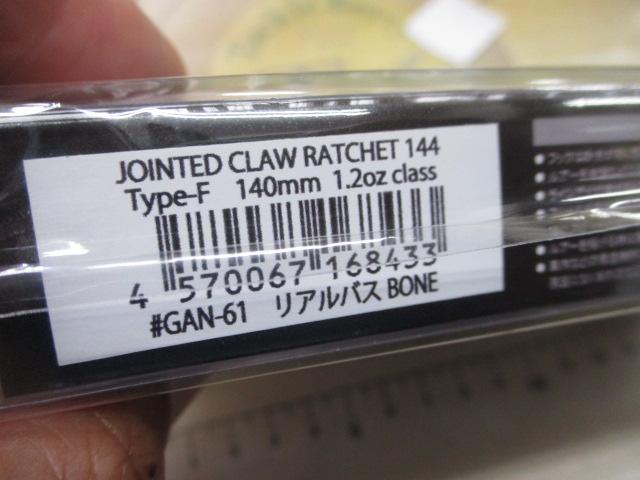 JOINTED CLAW RATCHET 144
Type-F 140mm 1.2oz class
4 570067 168433
#GAN-61 リアルバス BONE